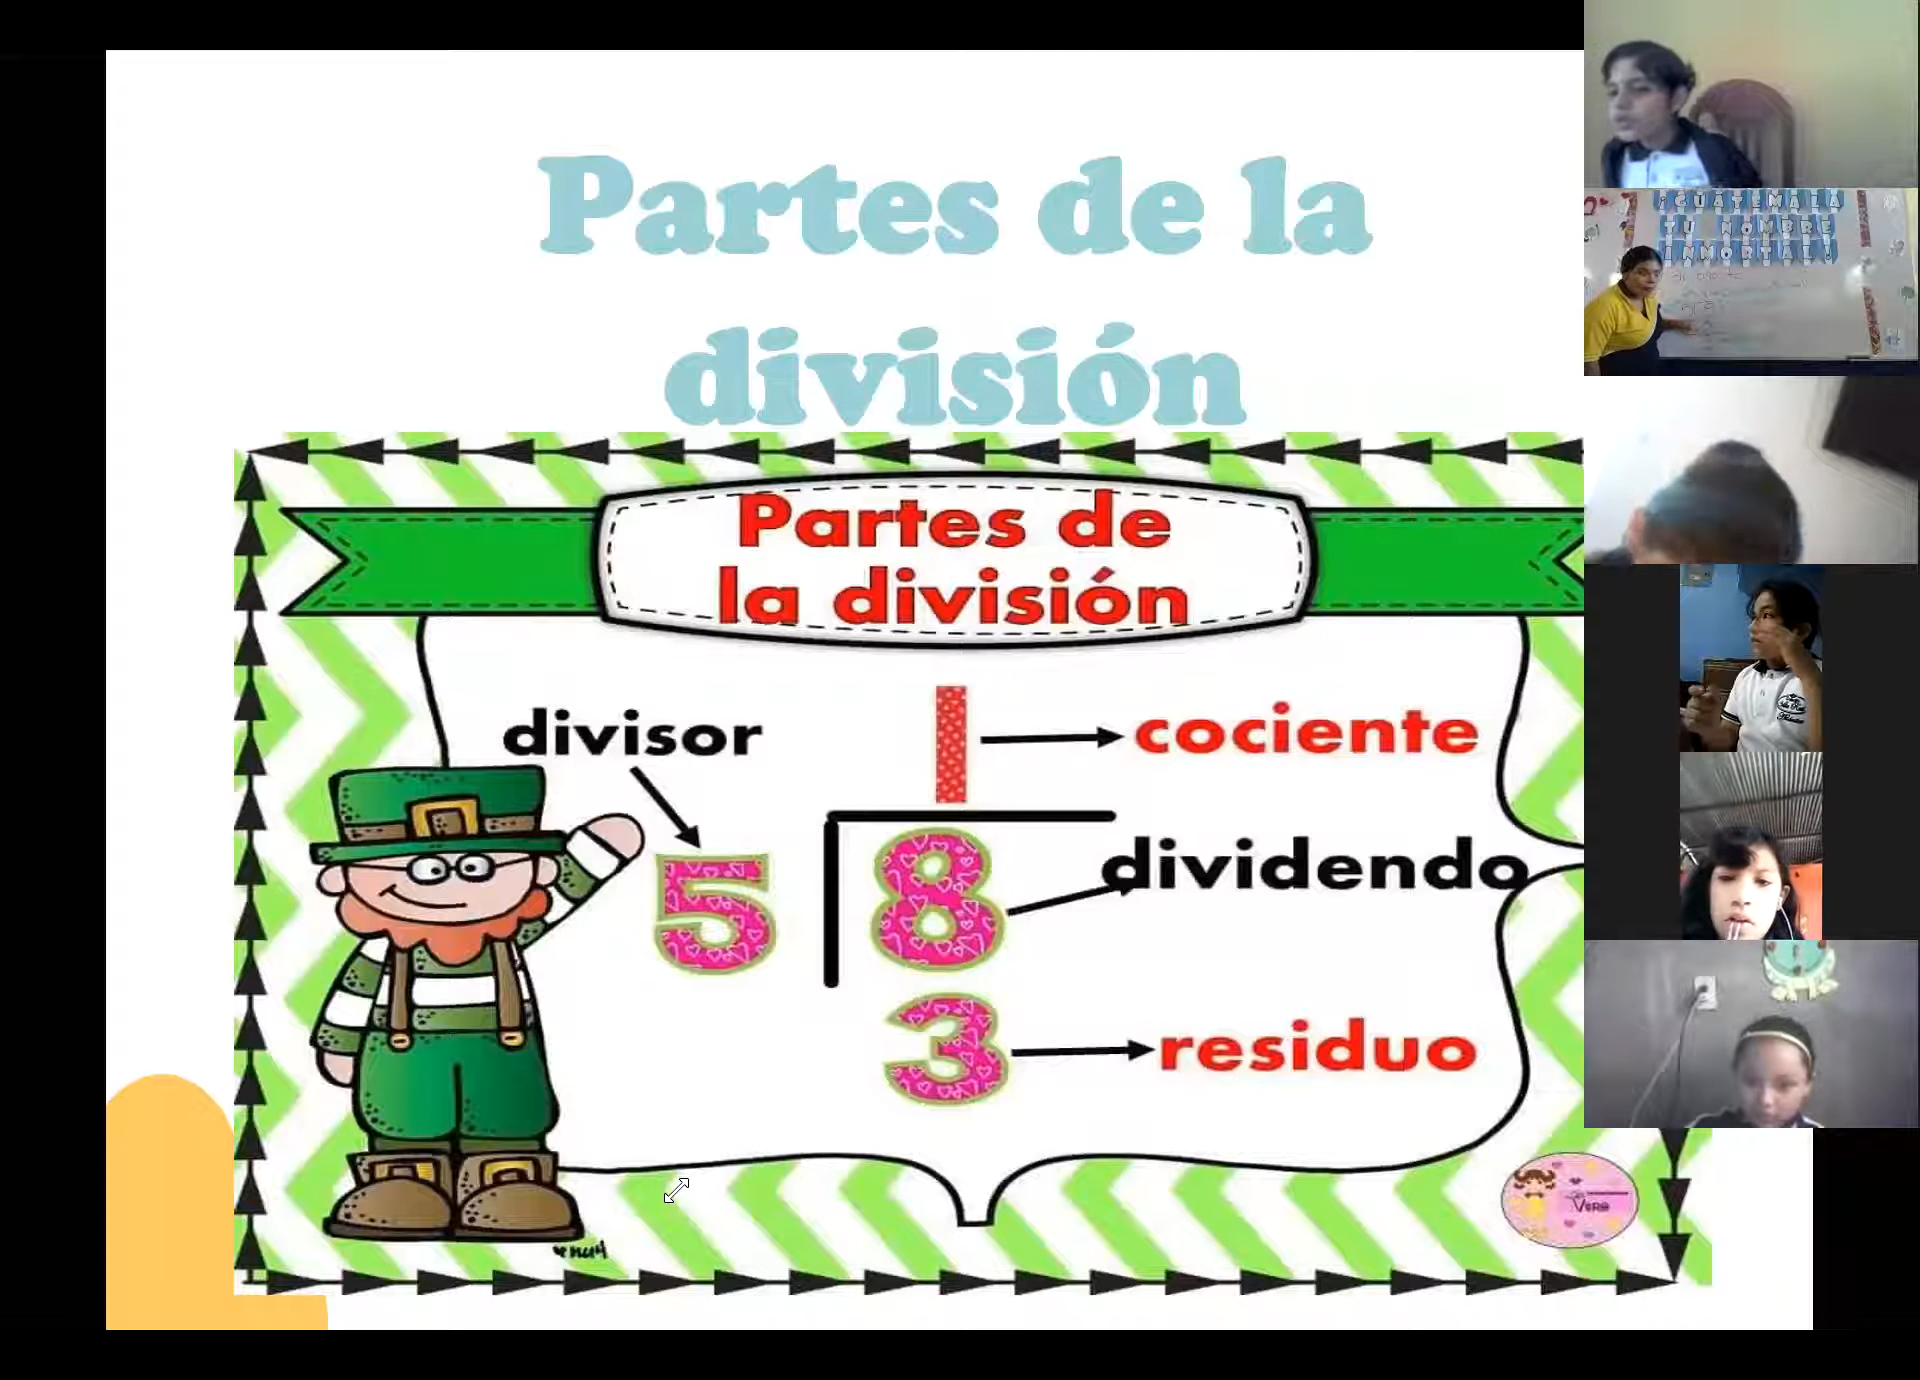 Partes de la
división
Partes de
la división
divisor
1
cociente
5
8
dividendo
3
residuo
¡GUATEMALA
TU NOMBRE
INMORTAL!